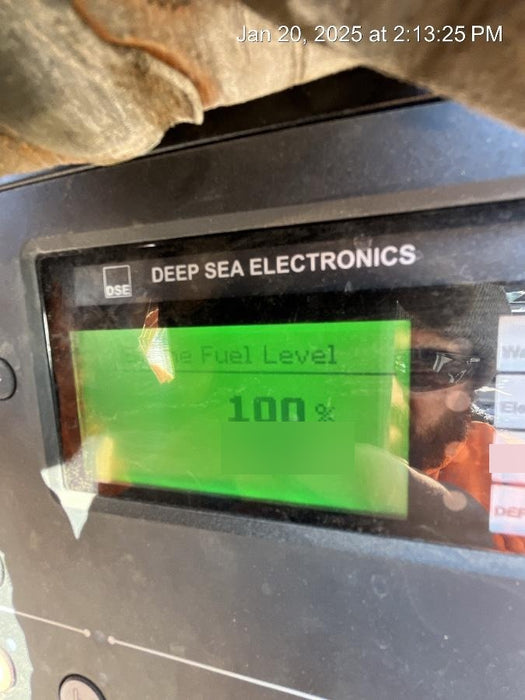 Jan 20, 2025 at 2:13:25 PM
DSE
DEEP SEA ELECTRONICS
Fuel Level
100 %